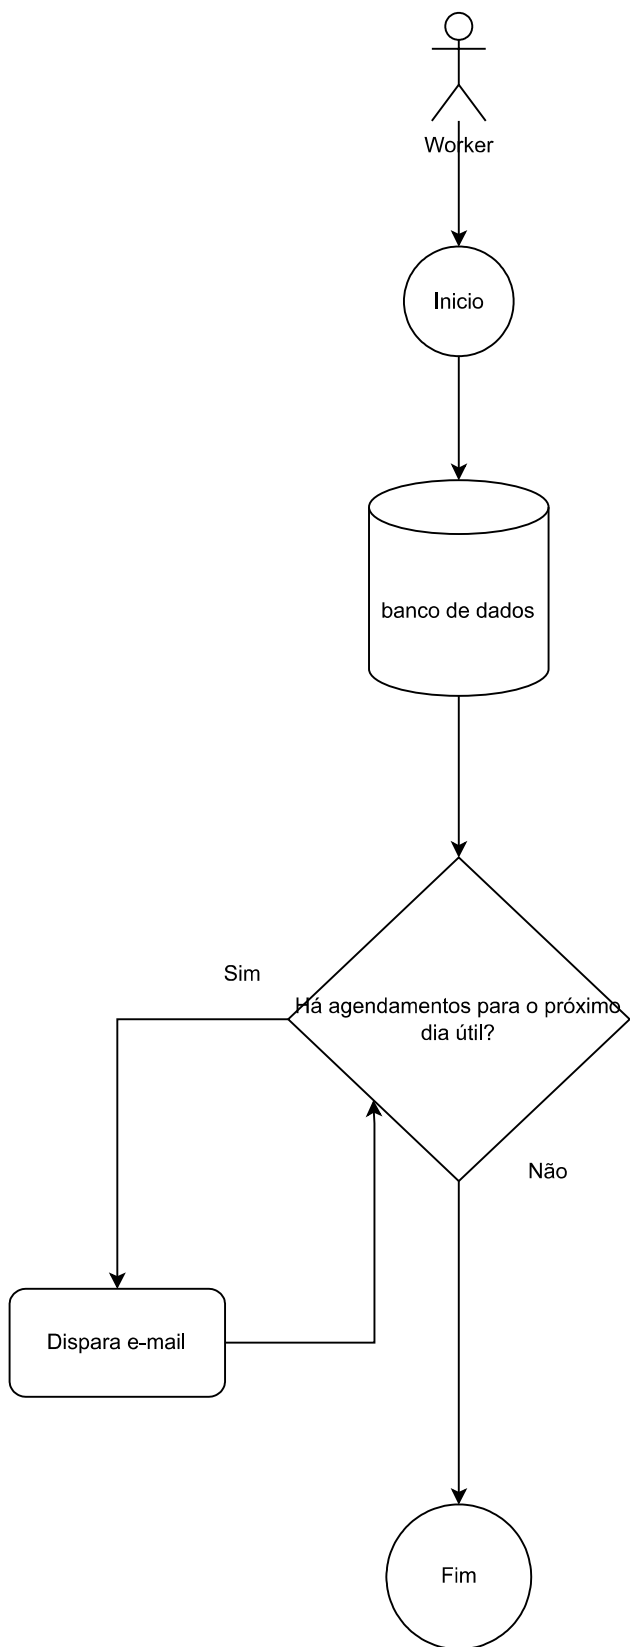 Worker
Inicio
banco de dados
Sim
Há agendamentos para o próximo
dia útil?
Não
Dispara e-mail
Fim